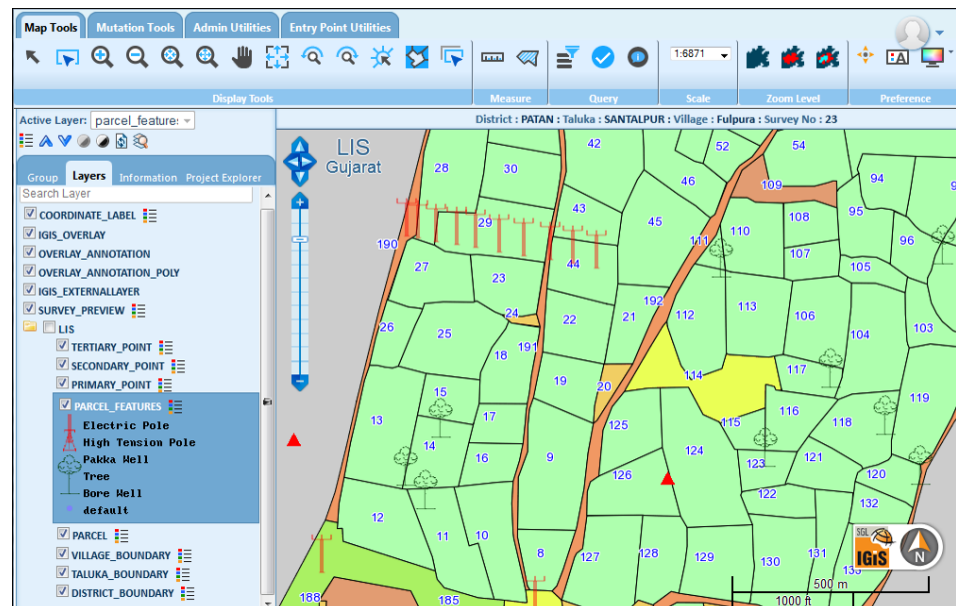 Map Tools Mutation Tools Admin Utilities Entry Point Utilities
1:6871
Display Tools Measure Query Scale Zoom Level Preference
Active Layer: parcel_feature:
District : PATAN : Taluka : SANTALPUR : Village : Fulpura : Survey No : 23
Group Layers Information Project Explorer
Search Layer
COORDINATE_LABEL
IGIS_OVERLAY
OVERLAY_ANNOTATION
OVERLAY_ANNOTATION_POLY
IGIS_EXTERNALLAYER
SURVEY_PREVIEW
LIS
TERTIARY_POINT
SECONDARY_POINT
PRIMARY_POINT
PARCEL_FEATURES
Electric Pole
High Tension Pole
Pakka Well
Tree
Bore Well
default
PARCEL
VILLAGE_BOUNDARY
TALUKA_BOUNDARY
DISTRICT_BOUNDARY
LIS
Gujarat
42 52 54
28 30 46 109 94
43 45 108 95
29 111 110 96
190 107
27 44 105
23
192
24 22 21 112 113 106
26 25 104 103
191
18
114 117
19 20
15 119
13 17 125 115 116 118
14 124
16 9 123 121
126 120
122 132
12
11 10
8 127 128 129 130 131
133
188 185
SGL
IGiS
N
500 m
1000 ft